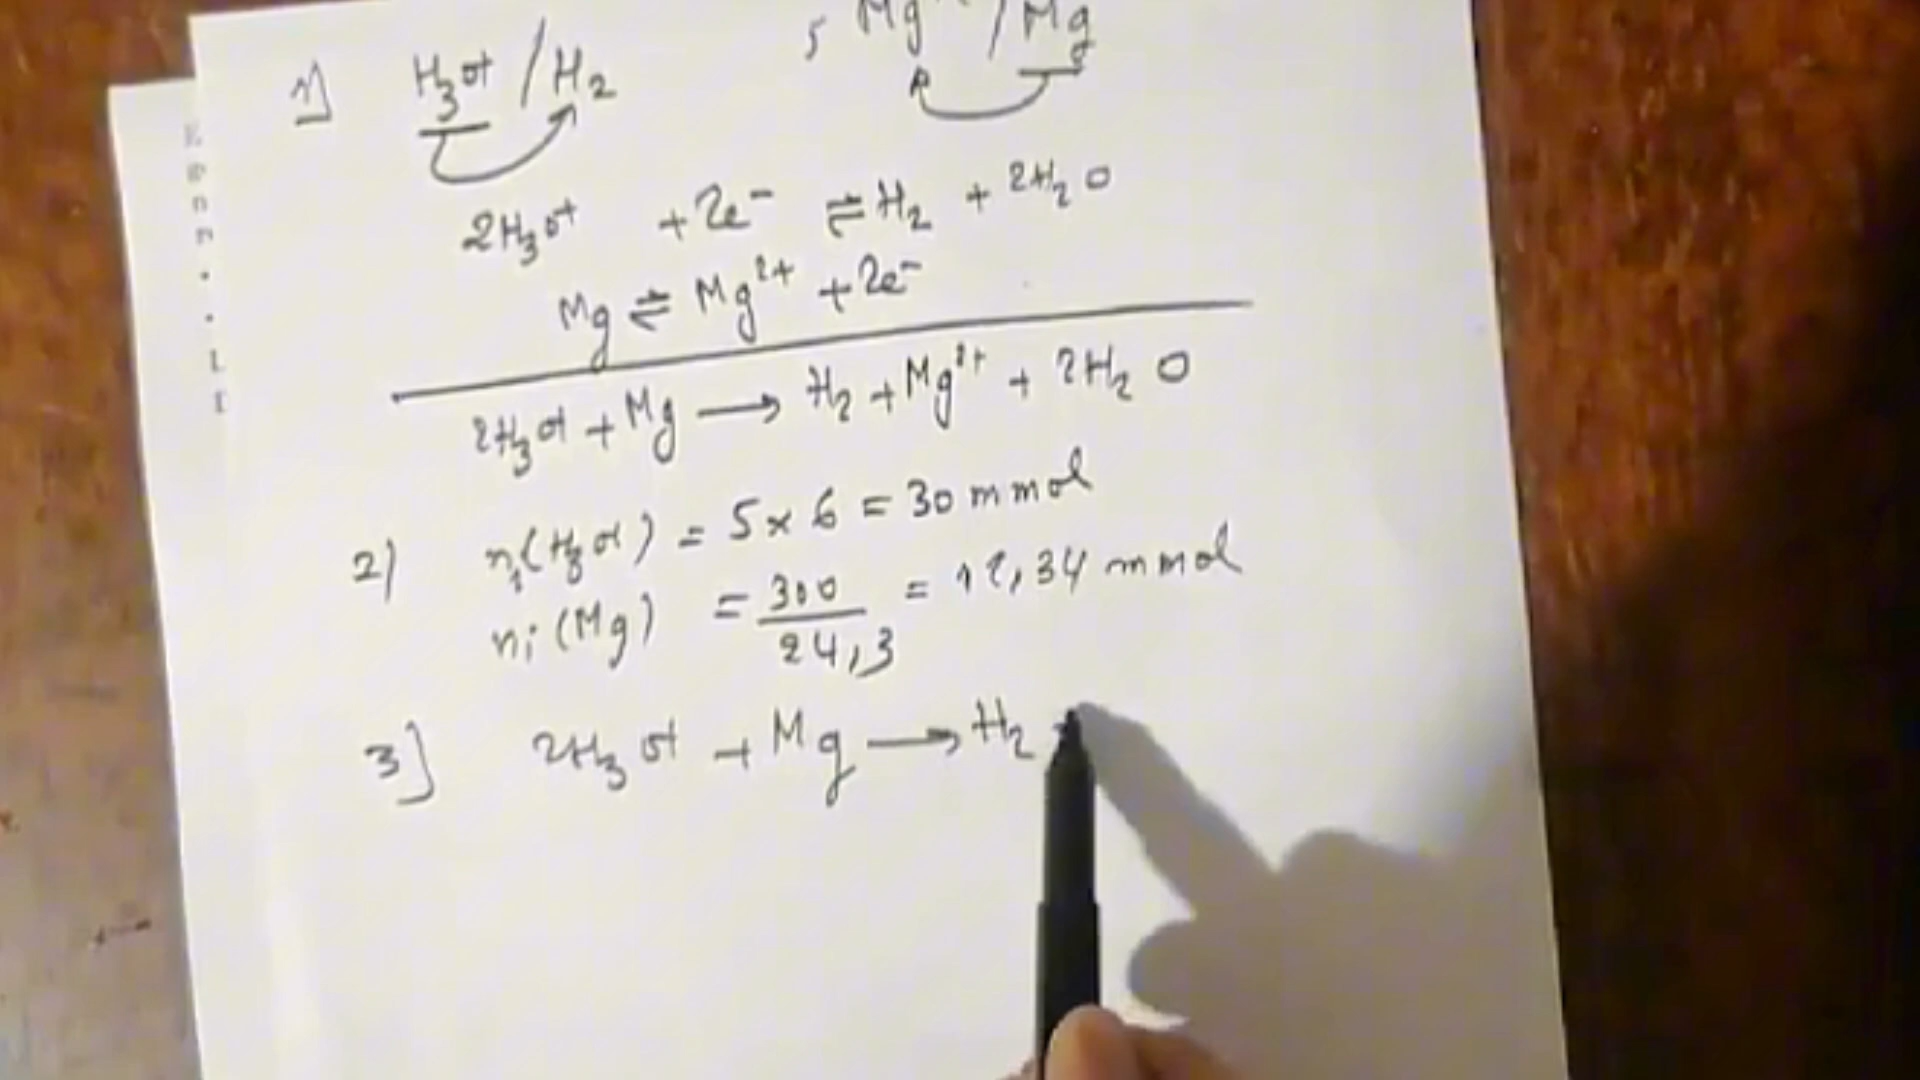 1) H₃O⁺ / H₂ , Mg²⁺ / Mg
2H₃O⁺ + 2e⁻ ⇌ H₂ + 2H₂O
Mg ⇌ Mg²⁺ + 2e⁻
2H₃O⁺ + Mg → H₂ + Mg²⁺ + 2H₂O
2) nᵢ(H₃O⁺) = 5 x 6 = 30 mmol
nᵢ(Mg) = 300 / 24,3 = 12,34 mmol
3) 2H₃O⁺ + Mg → H₂